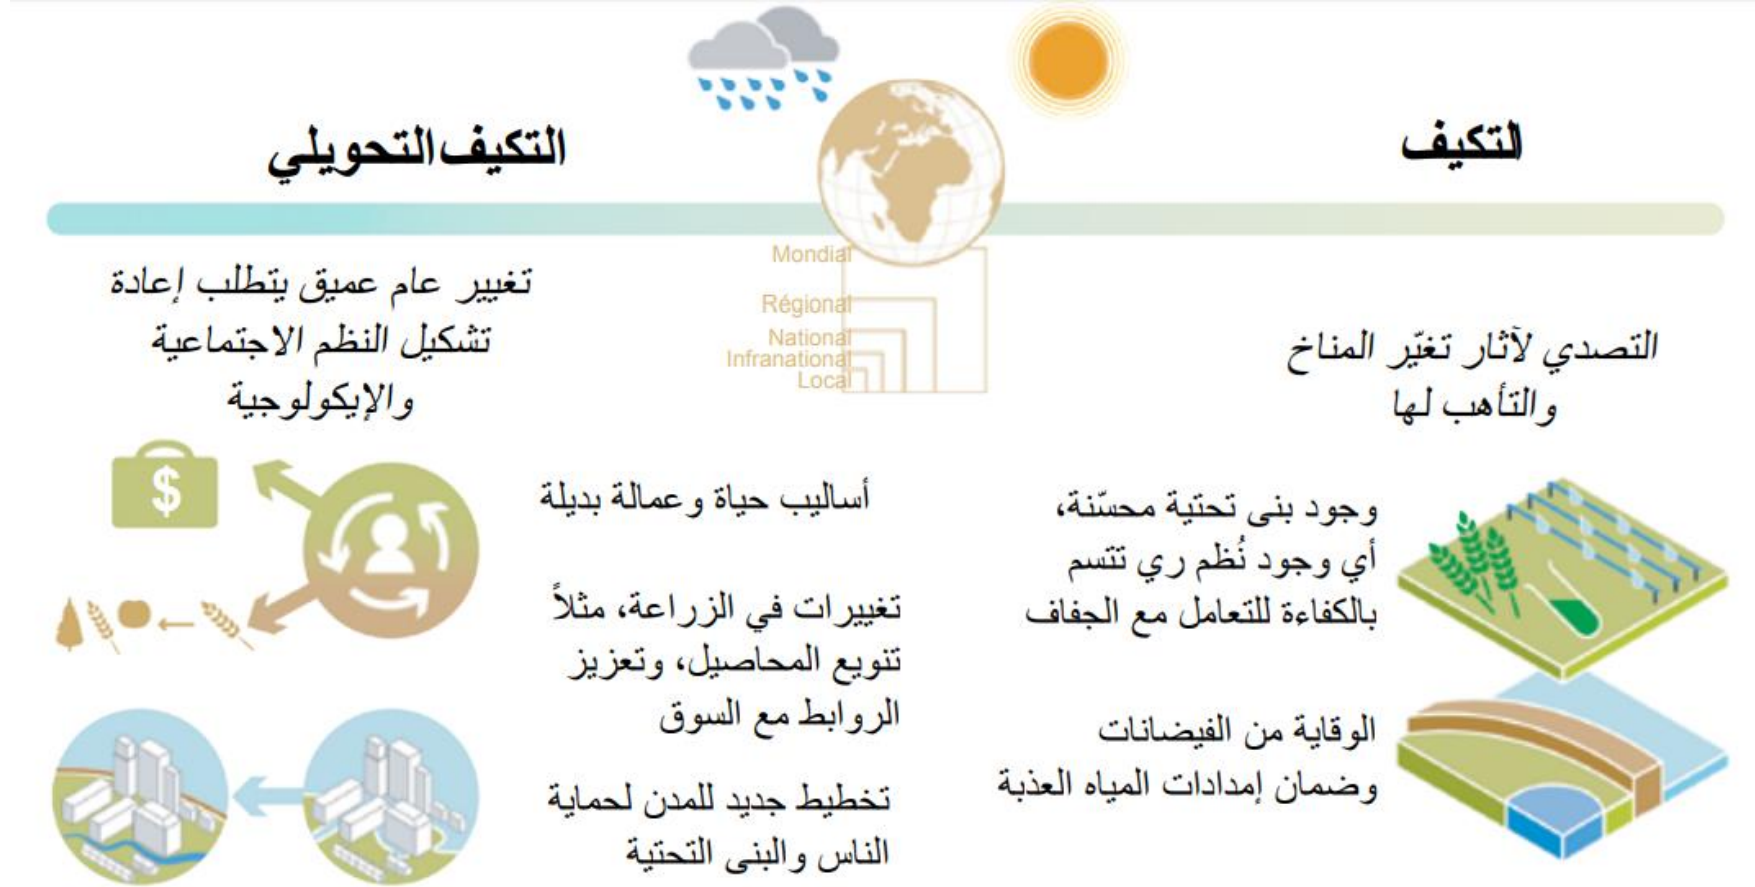 التكيف
التكيف التحويلي
Mondial
Régional
National
Infranational
Local
التصدي لآثار تغيّر المناخ
والتأهب لها
وجود بنى تحتية محسّنة،
أي وجود نُظم ري تتسم
بالكفاءة للتعامل مع الجفاف
الوقاية من الفيضانات
وضمان إمدادات المياه العذبة
تغيير عام عميق يتطلب إعادة
تشكيل النظم الاجتماعية
والإيكولوجية
$
أساليب حياة وعمالة بديلة
تغييرات في الزراعة، مثلاً
تنويع المحاصيل، وتعزيز
الروابط مع السوق
تخطيط جديد للمدن لحماية
الناس والبنى التحتية